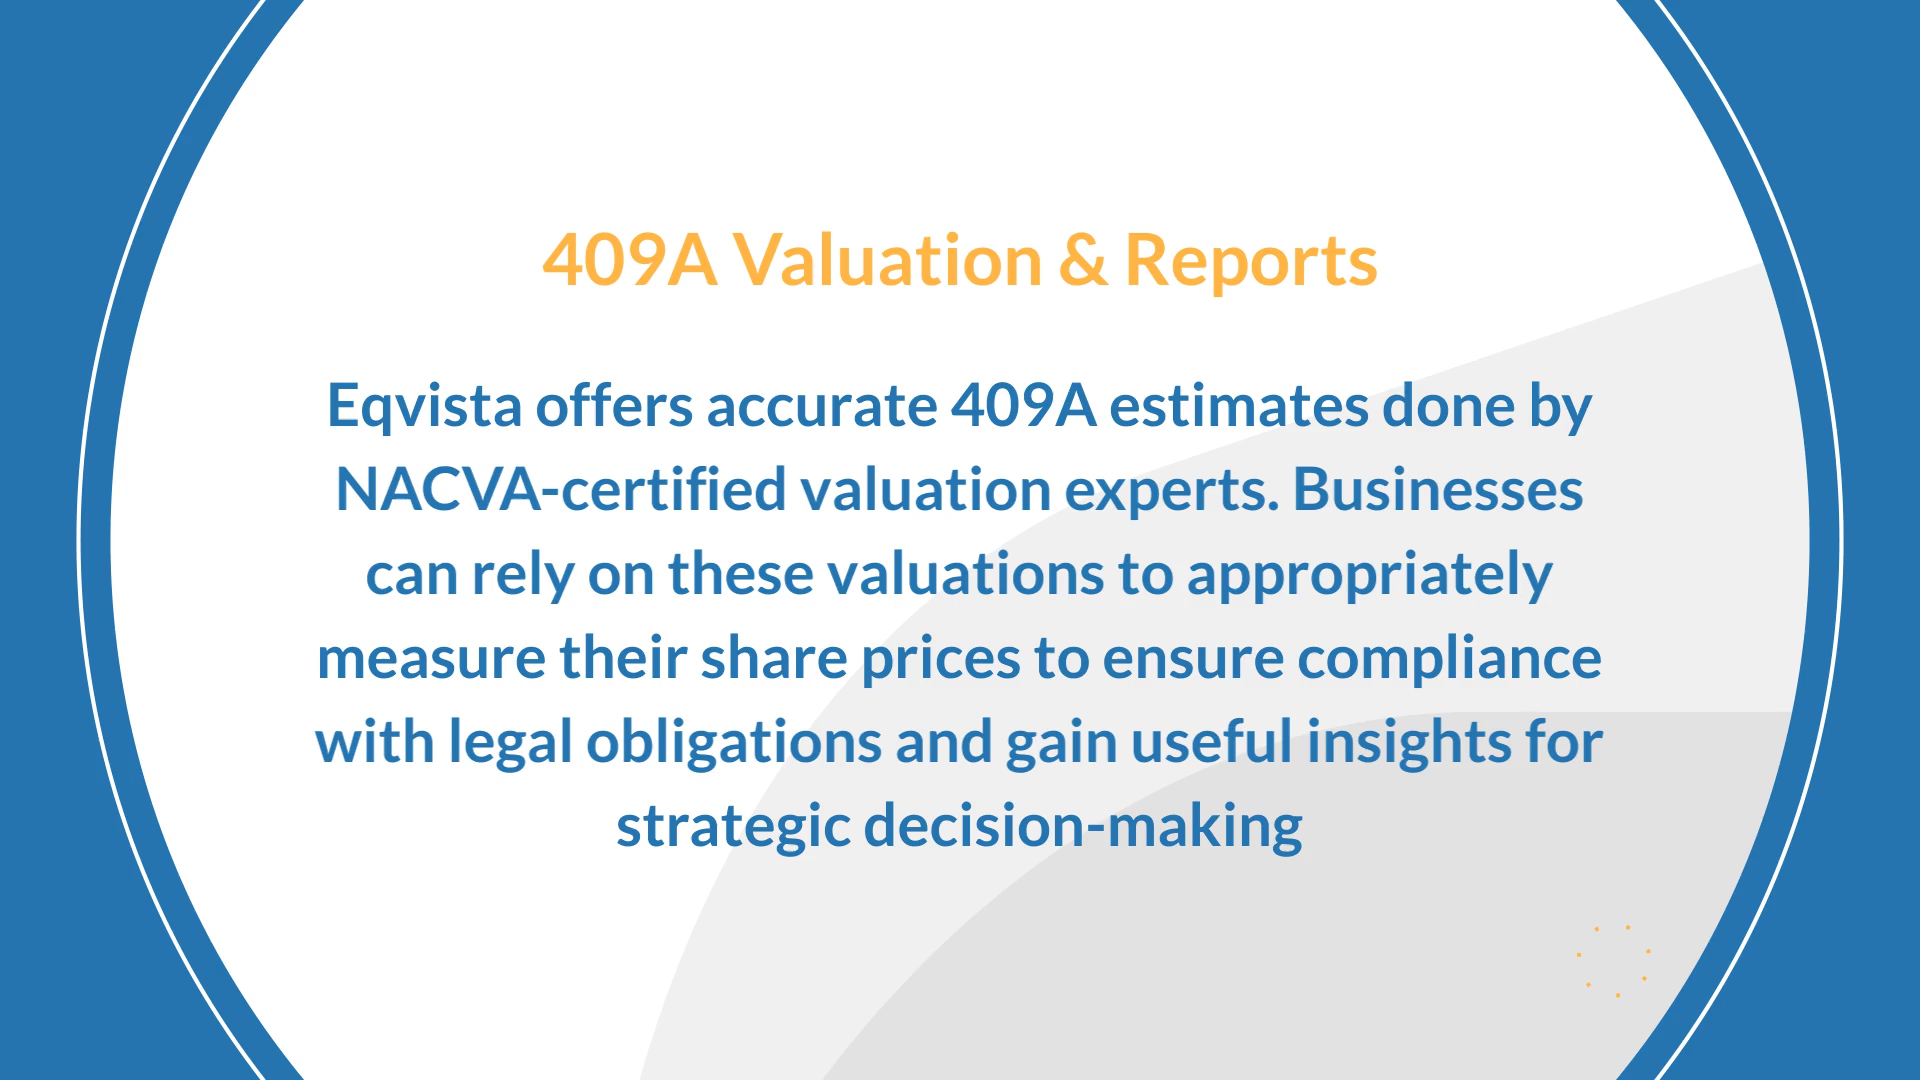 409A Valuation & Reports
Eqvista offers accurate 409A estimates done by
NACVA-certified valuation experts. Businesses
can rely on these valuations to appropriately
measure their share prices to ensure compliance
with legal obligations and gain useful insights for
strategic decision-making